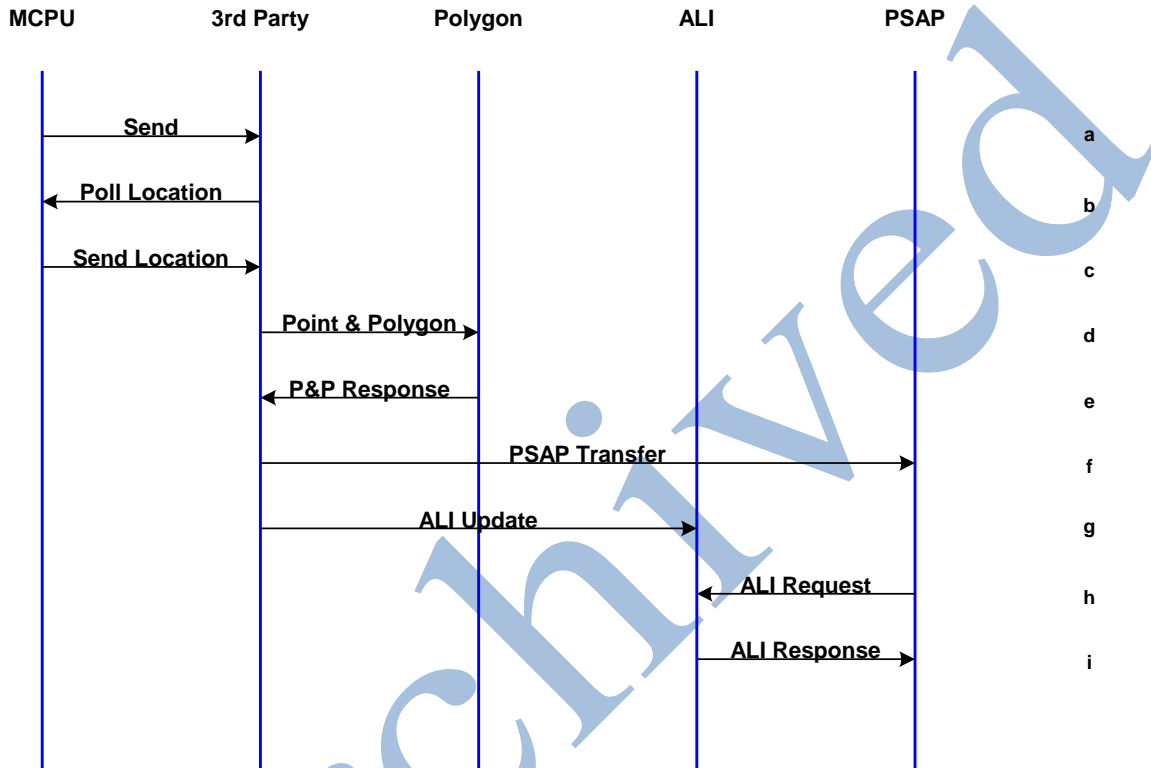 MCPU 3rd Party Polygon ALI PSAP
Send a
Poll Location b
Send Location c
Point & Polygon d
P&P Response e
PSAP Transfer f
ALI Update g
ALI Request h
ALI Response i
chived